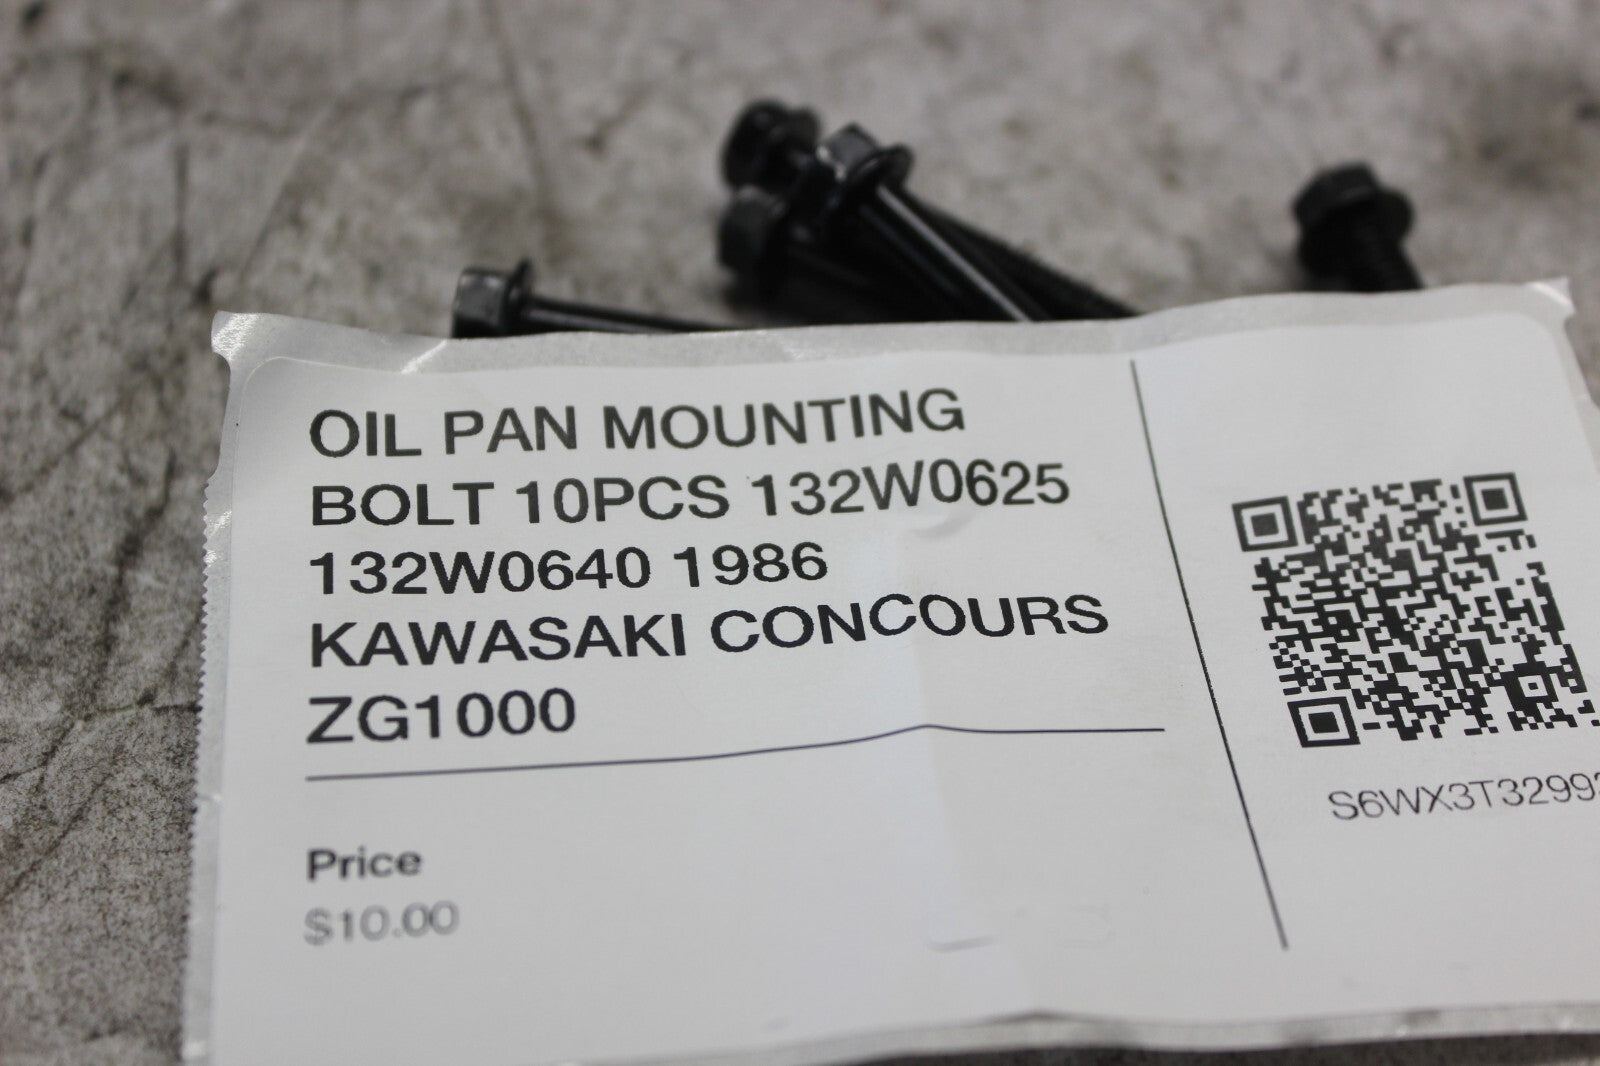 OIL PAN MOUNTING
BOLT 10PCS 132W0625
132W0640 1986
KAWASAKI CONCOURS
ZG1000
Price
$10.00